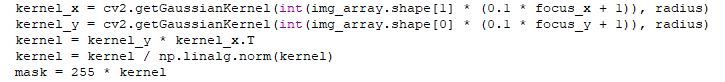 kernel_x = cv2.getGaussianKernel(int(img_array.shape[1] * (0.1 * focus_x + 1)), radius)
kernel_y = cv2.getGaussianKernel(int(img_array.shape[0] * (0.1 * focus_y + 1)), radius)
kernel = kernel_y * kernel_x.T
kernel = kernel / np.linalg.norm(kernel)
mask = 255 * kernel